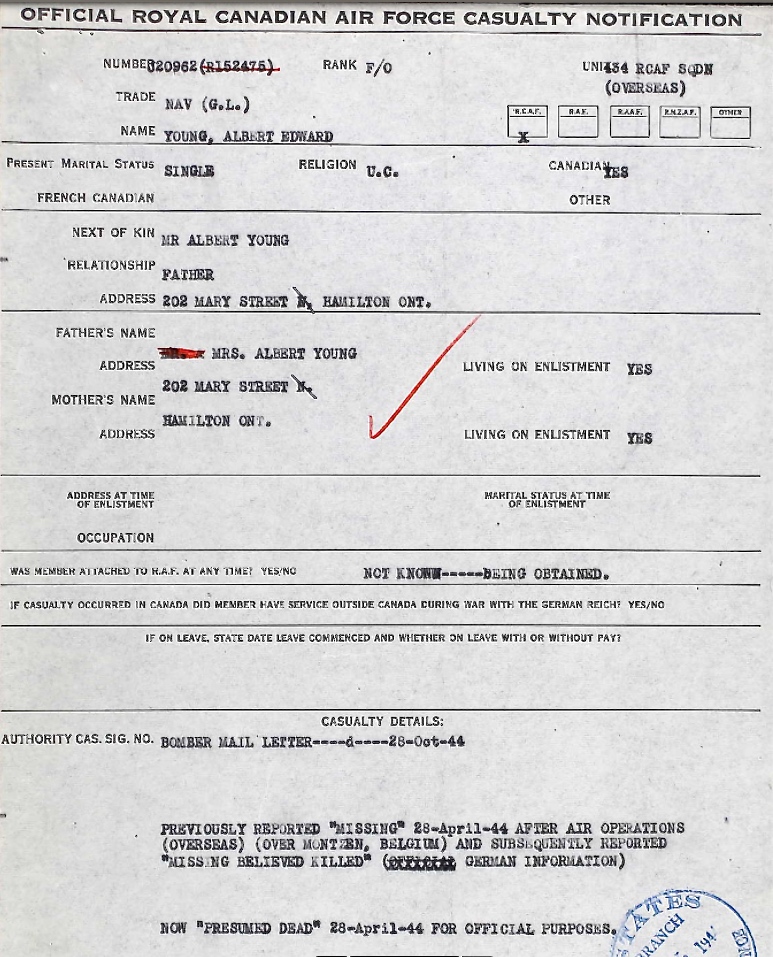 OFFICIAL ROYAL CANADIAN AIR FORCE CASUALTY NOTIFICATION
NUMBE J20962 (R152475) RANK F/O UNI 434 RCAF SQDN
(OVERSEAS)
TRADE NAV (G.L.)
R.C.A.F. R.A.F. R.A.A.F. R.N.Z.A.F. OTHER
NAME YOUNG, ALBERT EDWARD X
PRESENT MARITAL STATUS SINGLE RELIGION U.C. CANADIAN YES
FRENCH CANADIAN OTHER
NEXT OF KIN MR ALBERT YOUNG
RELATIONSHIP FATHER
ADDRESS 202 MARY STREET N, HAMILTON ONT.
FATHER'S NAME
MRS. ALBERT YOUNG
ADDRESS LIVING ON ENLISTMENT YES
202 MARY STREET N.
MOTHER'S NAME
HAMILTON ONT.
ADDRESS LIVING ON ENLISTMENT YES
ADDRESS AT TIME OF ENLISTMENT MARITAL STATUS AT TIME OF ENLISTMENT
OCCUPATION
WAS MEMBER ATTACHED TO R.A.F. AT ANY TIME? YES/NO NOT KNOWN-----BEING OBTAINED.
IF CASUALTY OCCURRED IN CANADA DID MEMBER HAVE SERVICE OUTSIDE CANADA DURING WAR WITH THE GERMAN REICH? YES/NO
IF ON LEAVE, STATE DATE LEAVE COMMENCED AND WHETHER ON LEAVE WITH OR WITHOUT PAY?
CASUALTY DETAILS:
AUTHORITY CAS. SIG. NO. BOMBER MAIL LETTER----d----28-Oct-44
PREVIOUSLY REPORTED "MISSING" 28-April-44 AFTER AIR OPERATIONS
(OVERSEAS) (OVER MONTZEN, BELGIUM) AND SUBSEQUENTLY REPORTED
"MISSING BELIEVED KILLED" (GERMAN INFORMATION)
NOW "PRESUMED DEAD" 28-April-44 FOR OFFICIAL PURPOSES.